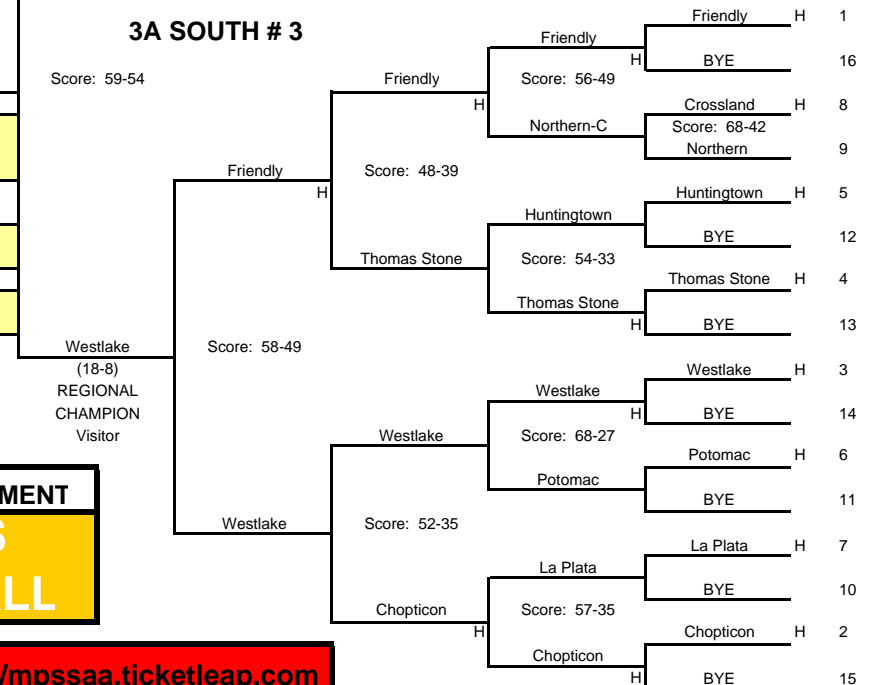 3A SOUTH # 3
Friendly H 1
Friendly
H
BYE 16
Score: 59-54
Friendly
Score: 56-49
H
Crossland H 8
Northern-C
Score: 68-42
Northern 9
Friendly
Score: 48-39
H
Huntingtown H 5
Huntingtown
BYE 12
Thomas Stone
Score: 54-33
Thomas Stone H 4
Thomas Stone
H
BYE 13
Westlake
(18-8)
REGIONAL
CHAMPION
Visitor
Score: 58-49
Westlake H 3
Westlake
H
BYE 14
Westlake
Score: 68-27
Potomac H 6
Potomac
BYE 11
Westlake
Score: 52-35
La Plata H 7
La Plata
BYE 10
Chopticon
H
Score: 57-35
Chopticon H 2
Chopticon
H
BYE 15
MENT
S
LL
/mpssaa.ticketleap.com